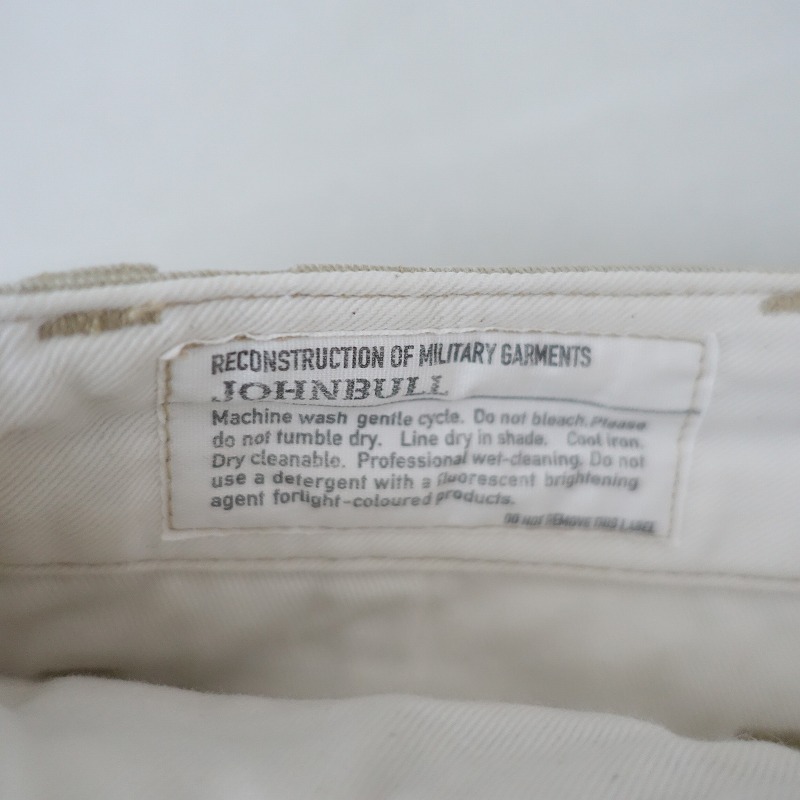 RECONSTRUCTION OF MILITARY GARMENTS
JOHNBULL
Machine wash gentle cycle. Do not bleach. Please
do not tumble dry. Line dry in shade. Cool iron.
Dry cleanable. Professional wet-cleaning. Do not
use a detergent with a fluorescent brightening
agent forlight-coloured products.
DO NOT REMOVE THIS LABEL